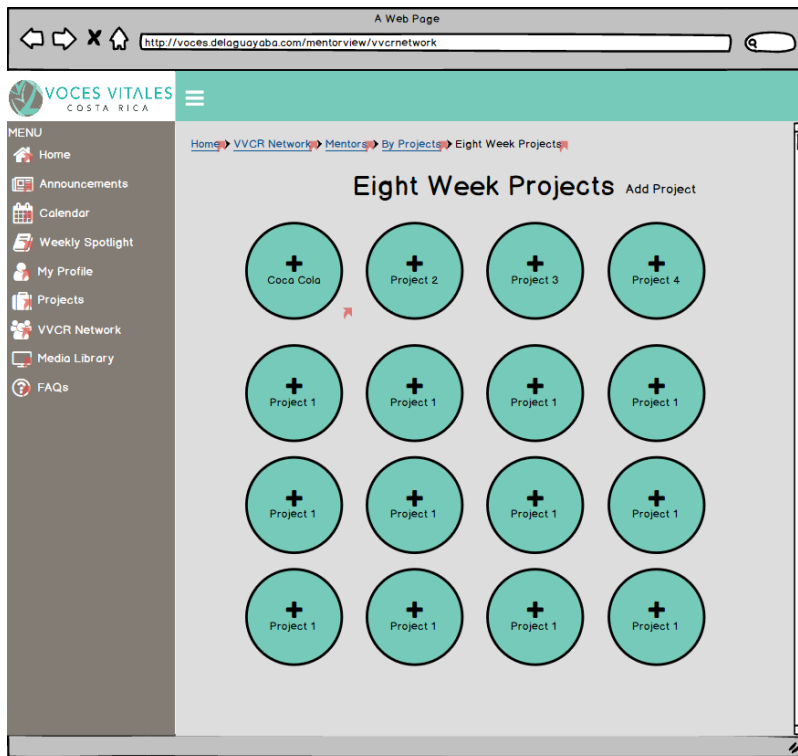 A Web Page
http://voces.delaguayaba.com/mentorview/vvcrnetwork
VOCES VITALES
COSTA RICA
MENU
Home
Announcements
Calendar
Weekly Spotlight
My Profile
Projects
VVCR Network
Media Library
FAQs
Home VVCR Network Mentors By Projects Eight Week Projects
Eight Week Projects Add Project
Coca Cola Project 2 Project 3 Project 4
Project 1 Project 1 Project 1 Project 1
Project 1 Project 1 Project 1 Project 1
Project 1 Project 1 Project 1 Project 1